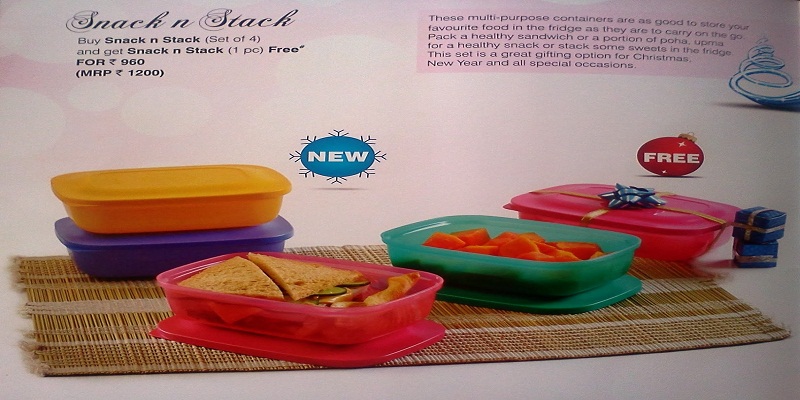 Snack n Stack
Buy Snack n Stack (Set of 4)
and get Snack n Stack (1 pc) Free#
FOR ₹ 960
(MRP ₹ 1200)
These multi-purpose containers are as good to store your
favourite food in the fridge as they are to carry on the go.
Pack a healthy sandwich or a portion of poha, upma
for a healthy snack or stack some sweets in the fridge.
This set is a great gifting option for Christmas,
New Year and all special occasions.
NEW
FREE